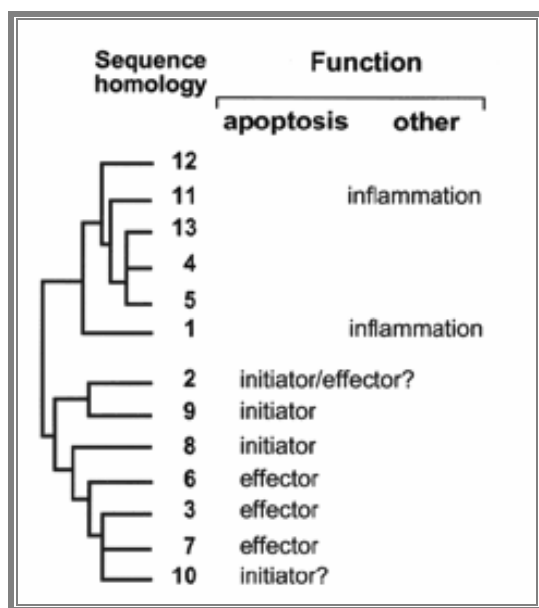 Sequence homology Function
apoptosis other
12
11 inflammation
13
4
5
1 inflammation
2 initiator/effector?
9 initiator
8 initiator
6 effector
3 effector
7 effector
10 initiator?